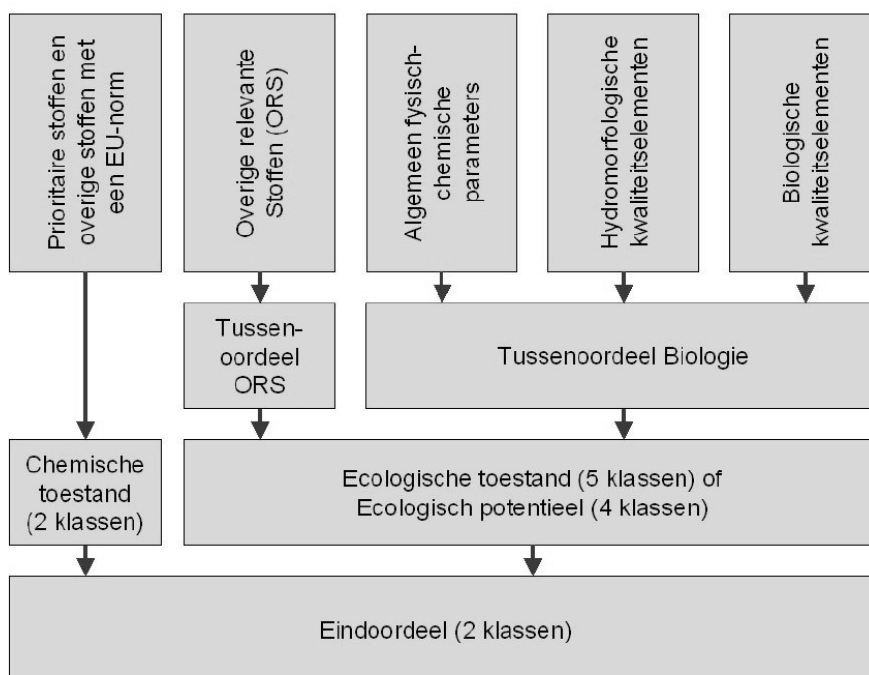 Prioritaire stoffen en
overige stoffen met
een EU-norm
Overige relevante
Stoffen (ORS)
Algemeen fysisch-
chemische
parameters
Hydromorfologische
kwaliteitselementen
Biologische
kwaliteitselementen
Tussen-
oordeel
ORS
Tussenoordeel Biologie
Chemische
toestand
(2 klassen)
Ecologische toestand (5 klassen) of
Ecologisch potentieel (4 klassen)
Eindoordeel (2 klassen)